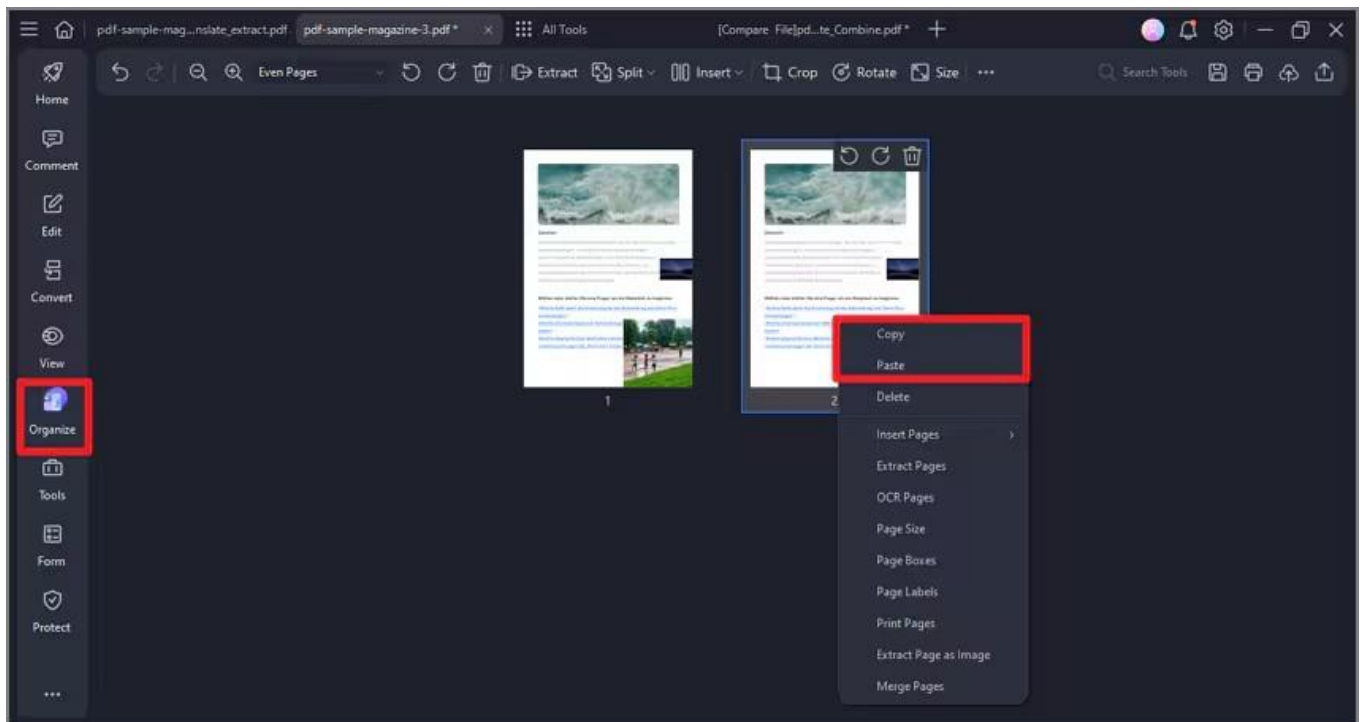 pdf-sample-mag...nslate_extract.pdf
pdf-sample-magazine-3.pdf *
All Tools
[Compare File]pd...te_Combine.pdf *
Even Pages
Extract
Split
Insert
Crop
Rotate
Size
Search Tools
Home
Comment
Edit
Convert
View
Organize
Tools
Form
Protect
1
2
Copy
Paste
Delete
Insert Pages
Extract Pages
OCR Pages
Page Size
Page Boxes
Page Labels
Print Pages
Extract Page as Image
Merge Pages